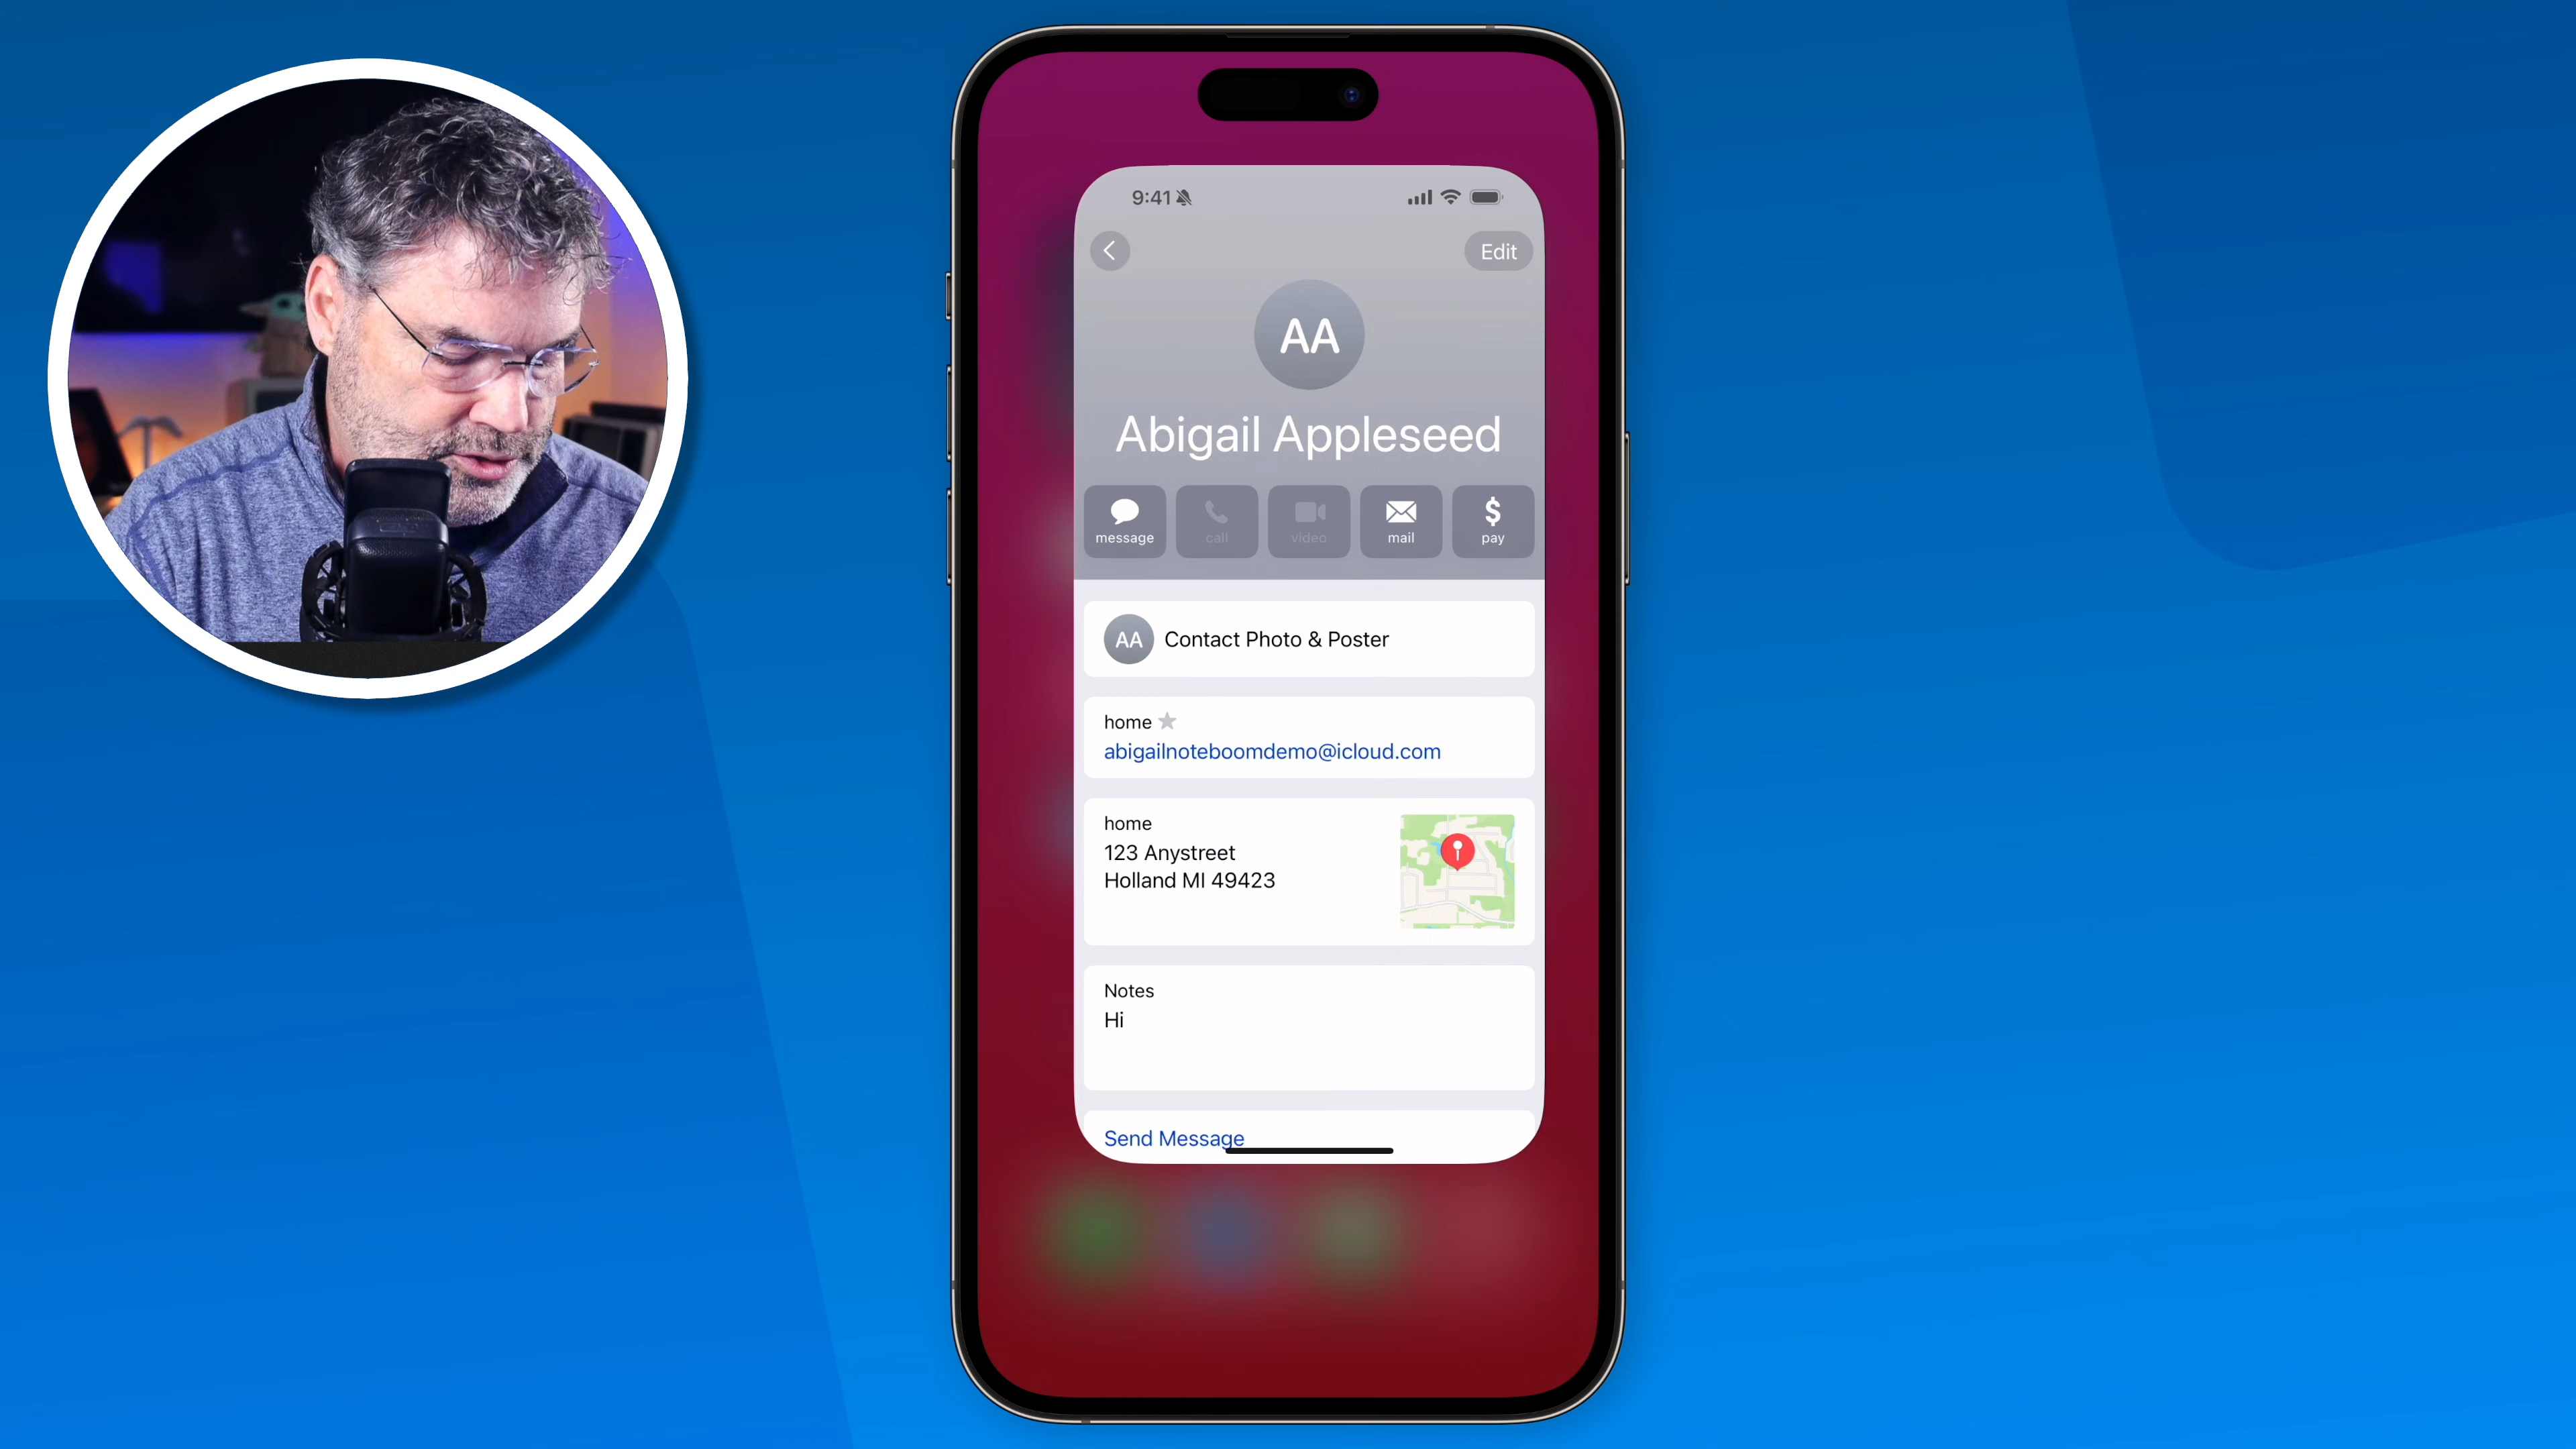 9:41
Edit
AA
Abigail Appleseed
message
call
video
mail
$
pay
AA
Contact Photo & Poster
home
abigailnoteboomdemo@icloud.com
home
123 Anystreet
Holland MI 49423
Notes
Hi
Send Message